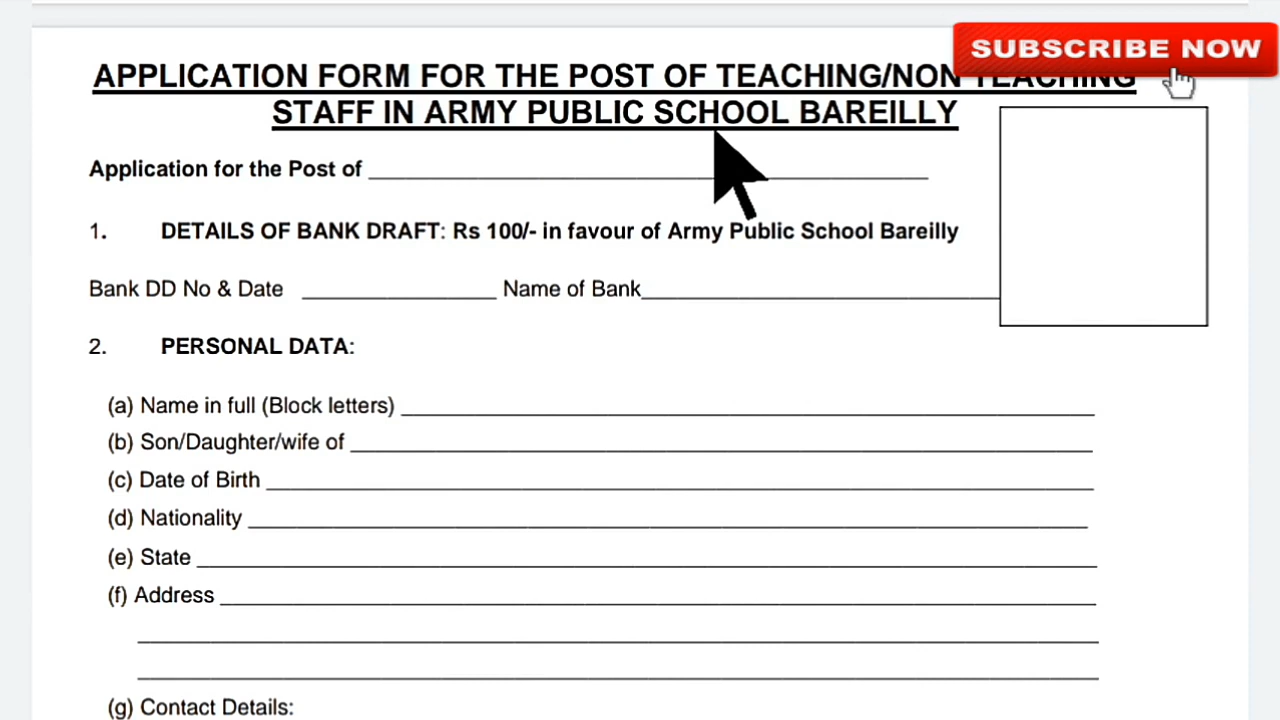 SUBSCRIBE NOW
APPLICATION FORM FOR THE POST OF TEACHING/NON TEACHING
STAFF IN ARMY PUBLIC SCHOOL BAREILLY
Application for the Post of
1. DETAILS OF BANK DRAFT: Rs 100/- in favour of Army Public School Bareilly
Bank DD No & Date Name of Bank
2. PERSONAL DATA:
(a) Name in full (Block letters)
(b) Son/Daughter/wife of
(c) Date of Birth
(d) Nationality
(e) State
(f) Address
(g) Contact Details: